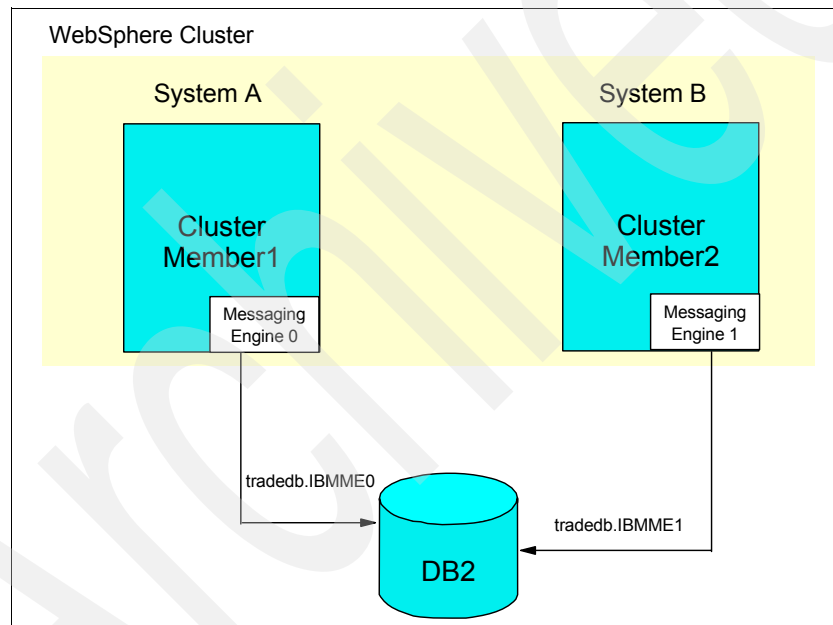 WebSphere Cluster
System A
System B
Cluster
Member1
Cluster
Member2
Messaging
Engine 0
Messaging
Engine 1
tradedb.IBMME0
tradedb.IBMME1
DB2